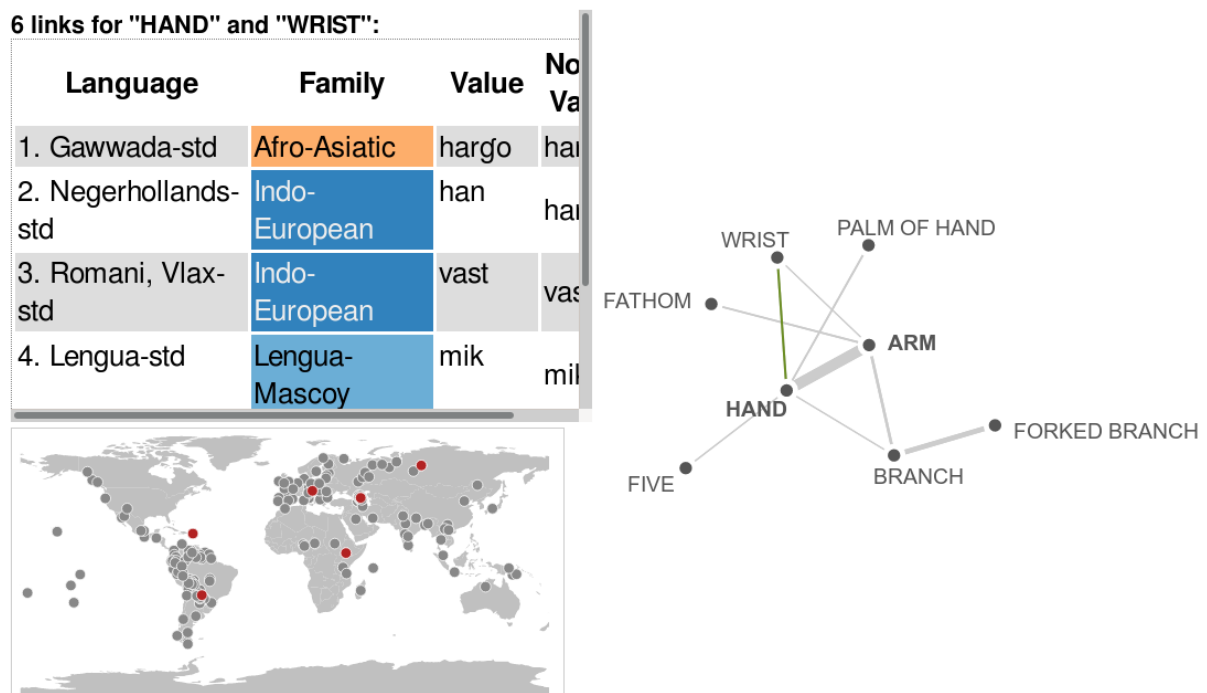 6 links for "HAND" and "WRIST":
Language Family Value
1. Gawwada-std Afro-Asiatic harɠo
2. Negerhollands-
std
Indo-
European
han
3. Romani, Vlax-
std
Indo-
European
vast
4. Lengua-std
Lengua-
Mascoy
mik
WRIST
PALM OF HAND
FATHOM
ARM
HAND
FORKED BRANCH
BRANCH
FIVE